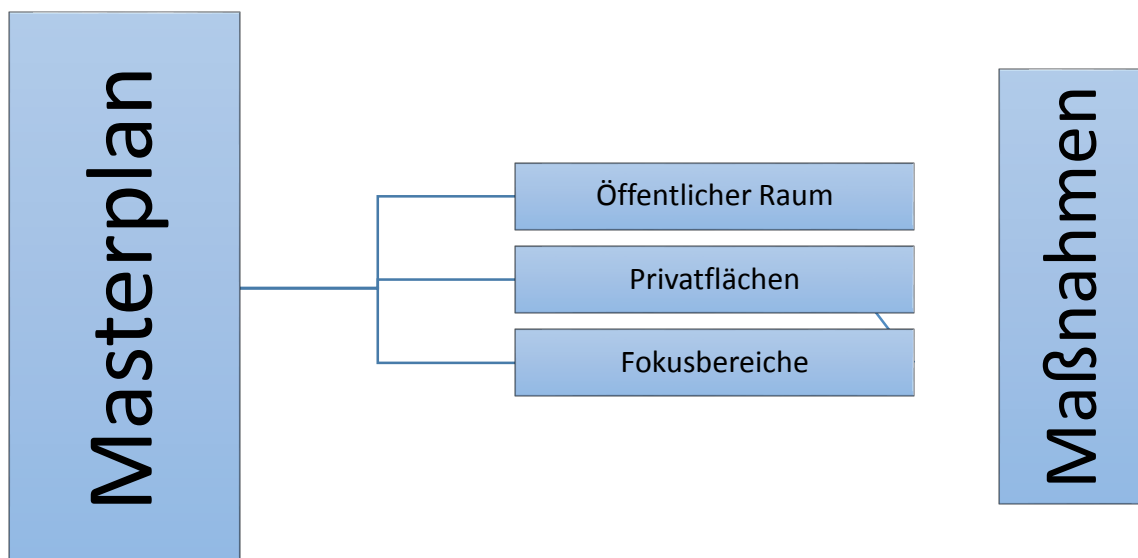 Masterplan
Öffentlicher Raum
Privatflächen
Fokusbereiche
Maßnahmen